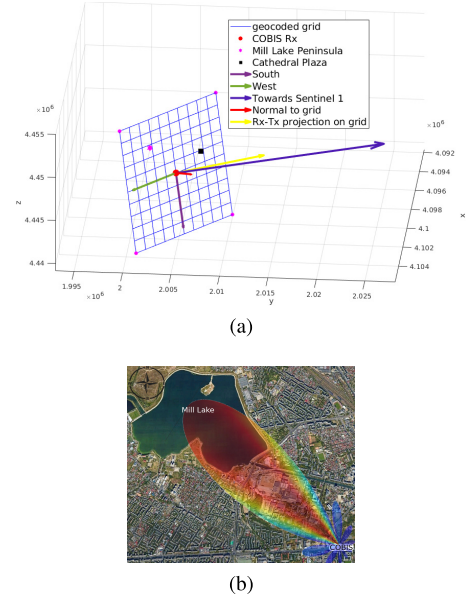 geocoded grid
COBIS Rx
Mill Lake Peninsula
Cathedral Plaza
South
West
Towards Sentinel 1
Normal to grid
Rx-Tx projection on grid
×10⁶
4.455
4.45
4.445
4.44
z
×10⁶
4.092
4.094
4.096
4.098
4.1
4.102
4.104
x
1.995
2
2.005
2.01
2.015
2.02
2.025
×10⁶
y
(a)
Mill Lake
COBIS
(b)